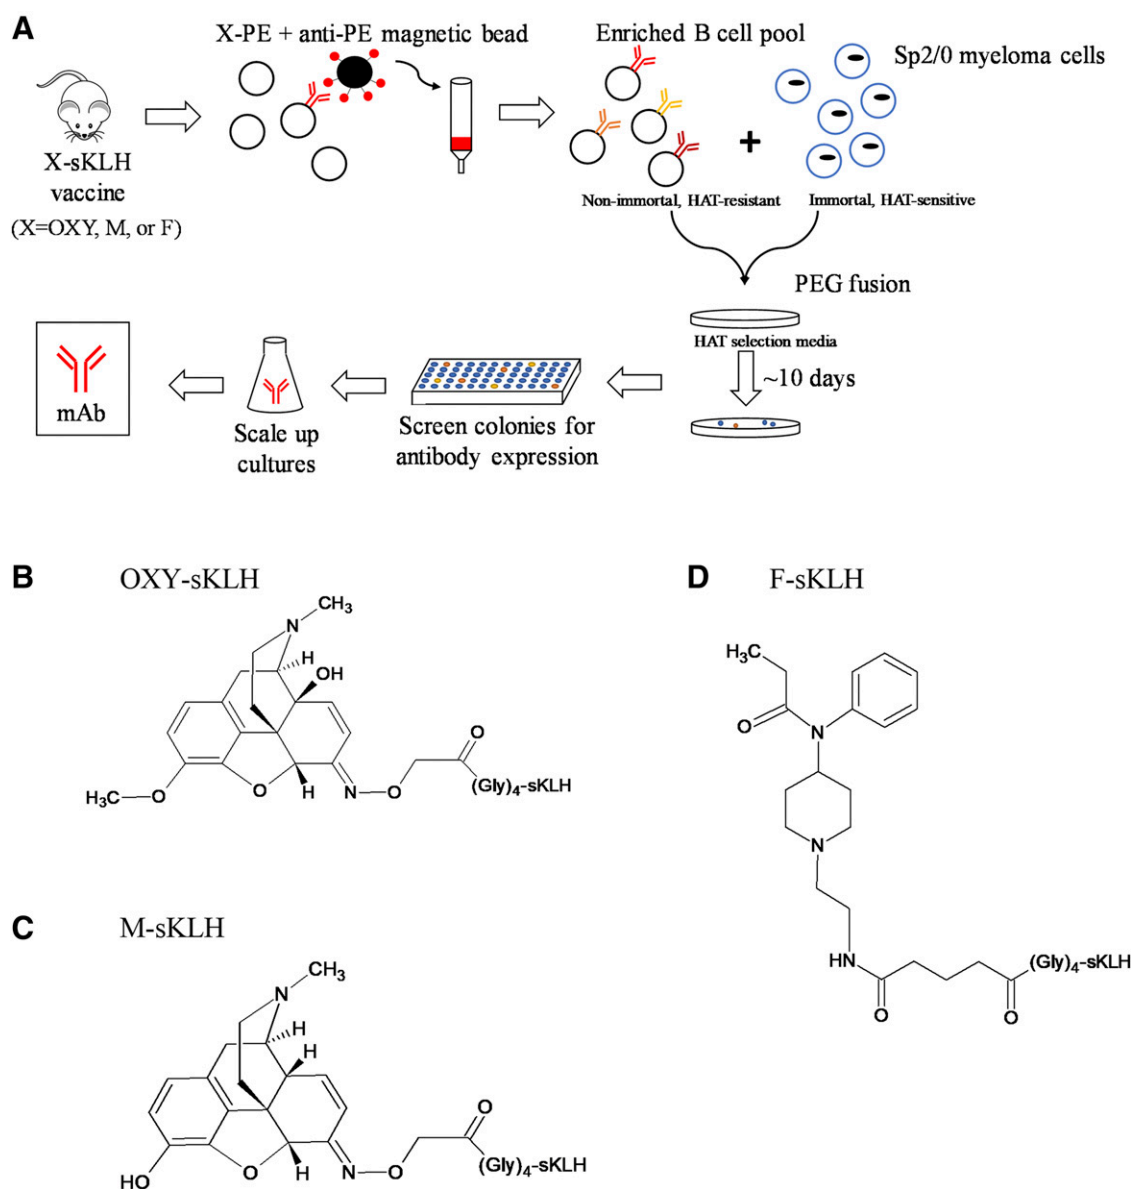 A
X-PE + anti-PE magnetic bead
Enriched B cell pool
Sp2/0 myeloma cells
X-sKLH
vaccine
(X=OXY, M, or F)
+
Non-immortal, HAT-resistant
Immortal, HAT-sensitive
PEG fusion
HAT selection media
~10 days
mAb
Scale up
cultures
Screen colonies for
antibody expression
B
OXY-sKLH
CH3
N
H
OH
O
H3C
O
O
H
N
O
(Gly)4-sKLH
C
M-sKLH
CH3
N
H
H
O
HO
O
H
N
O
(Gly)4-sKLH
D
F-sKLH
H3C
O
N
N
HN
(Gly)4-sKLH
O
O